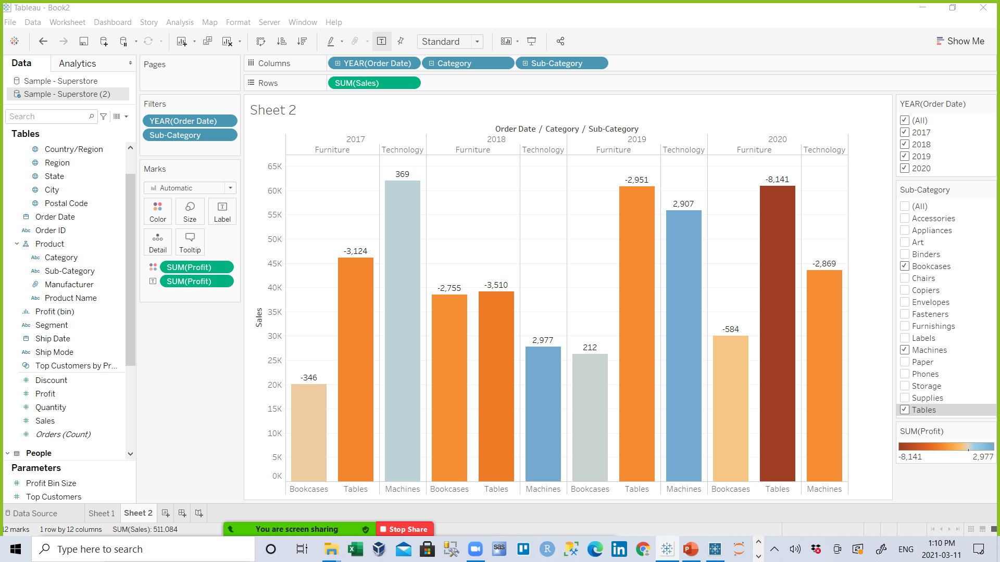 Tableau - Book2
File Data Worksheet Dashboard Story Analysis Map Format Server Window Help
Standard
Show Me
Data Analytics
Sample - Superstore
Sample - Superstore (2)
Search
Tables
Country/Region
Region
State
City
Postal Code
Order Date
Abc Order ID
Product
Abc Category
Abc Sub-Category
Manufacturer
Abc Product Name
Profit (bin)
Abc Segment
Ship Date
Abc Ship Mode
Top Customers by Pr...
# Discount
# Profit
# Quantity
# Sales
# Orders (Count)
People
Parameters
# Profit Bin Size
# Top Customers
Pages
Filters
YEAR(Order Date)
Sub-Category
Marks
Automatic
Color Size Label
Detail Tooltip
SUM(Profit)
SUM(Profit)
Columns YEAR(Order Date) Category Sub-Category
Rows SUM(Sales)
Sheet 2
Order Date / Category / Sub-Category
2017 2018 2019 2020
Furniture Technology Furniture Technology Furniture Technology Furniture Technology
65K
60K
55K
50K
45K
40K
35K
30K
25K
20K
15K
10K
5K
0K
Sales
-346
-3,124
369
-2,755
-3,510
2,977
212
-2,951
2,907
-584
-8,141
-2,869
Bookcases Tables Machines Bookcases Tables Machines Bookcases Tables Machines Bookcases Tables Machines
YEAR(Order Date)
(All)
2017
2018
2019
2020
Sub-Category
(All)
Accessories
Appliances
Art
Binders
Bookcases
Chairs
Copiers
Envelopes
Fasteners
Furnishings
Labels
Machines
Paper
Phones
Storage
Supplies
Tables
SUM(Profit)
-8,141 2,977
Data Source Sheet 1 Sheet 2
12 marks 1 row by 12 columns SUM(Sales): 511,084
You are screen sharing Stop Share
Type here to search
sas
R
ENG
1:10 PM
2021-03-11